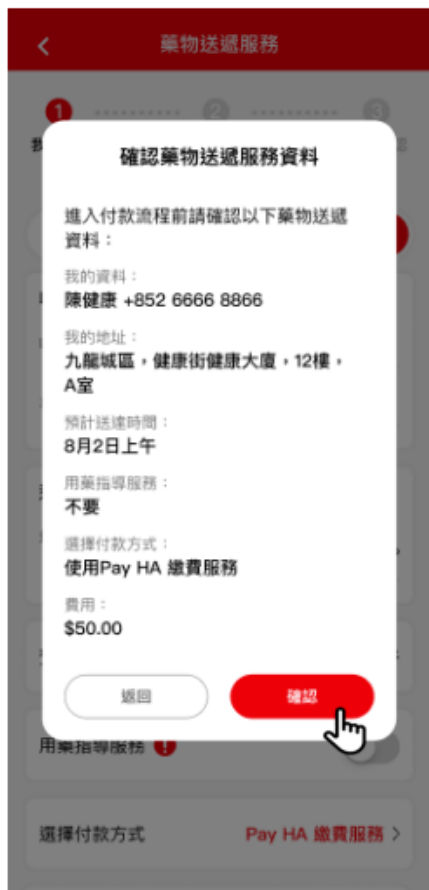 藥物送遞服務
1 2 3
確認藥物送遞服務資料
進入付款流程前請確認以下藥物送遞
資料：
我的資料：
陳健康 +852 6666 8866
我的地址：
九龍城區，健康街健康大廈，12樓，
A室
預計送達時間：
8月2日上午
用藥指導服務：
不要
選擇付款方式：
使用Pay HA 繳費服務
費用：
$50.00
返回 確認
用藥指導服務
選擇付款方式 Pay HA 繳費服務